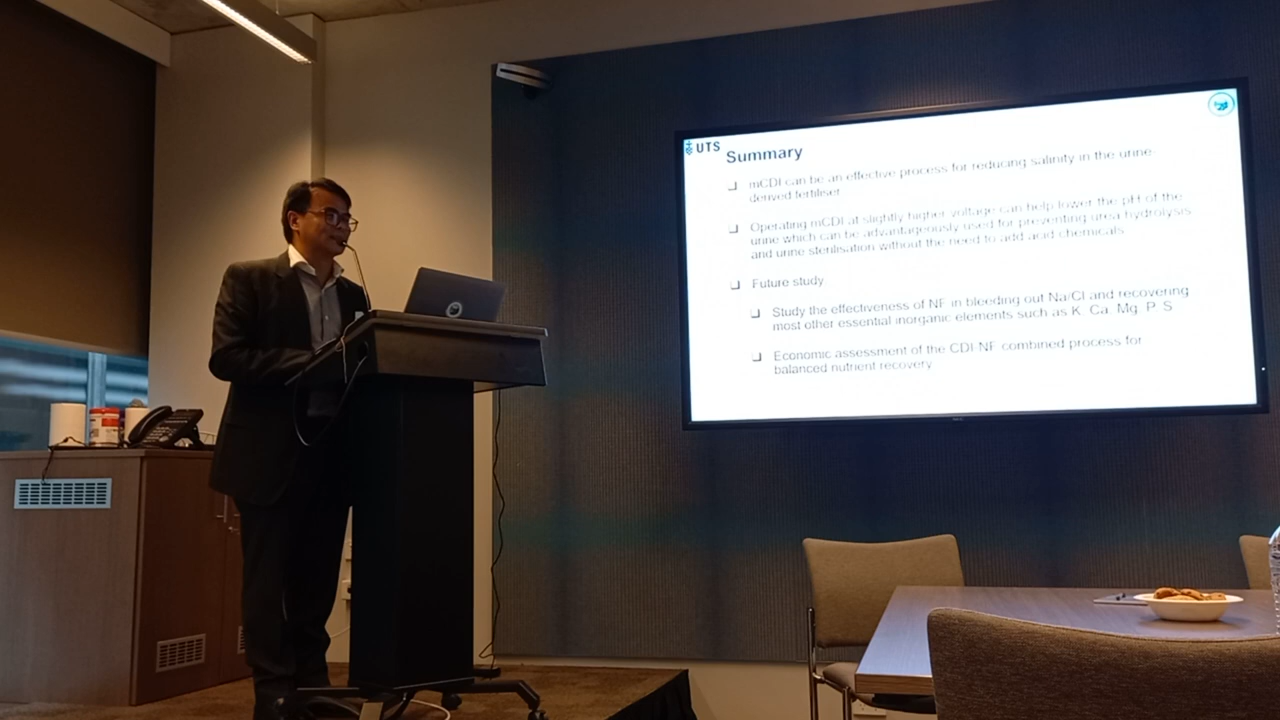 UTS
Summary
mCDI can be an effective process for reducing salinity in the urine-
derived fertiliser
Operating mCDI at slightly higher voltage can help lower the pH of the
urine which can be advantageously used for preventing urea hydrolysis
and urine sterilisation without the need to add acid chemicals
Future study
Study the effectiveness of NF in bleeding out Na/Cl and recovering
most other essential inorganic elements such as K, Ca, Mg, P, S
Economic assessment of the CDI-NF combined process for
balanced nutrient recovery